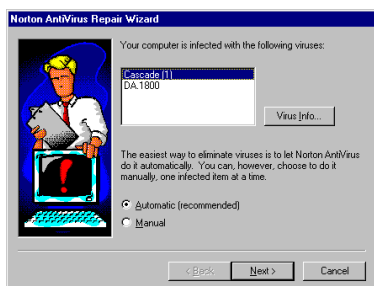 Norton AntiVirus Repair Wizard
Your computer is infected with the following viruses:
Cascade (1)
DA.1800
Virus Info...
The easiest way to eliminate viruses is to let Norton AntiVirus
do it automatically. You can, however, choose to do it
manually, one infected item at a time.
Automatic (recommended)
Manual
< Back
Next >
Cancel